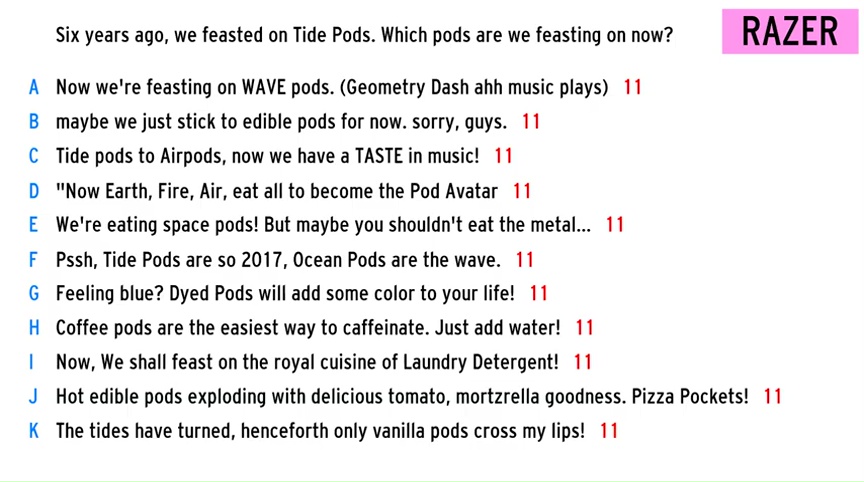 Six years ago, we feasted on Tide Pods. Which pods are we feasting on now?
RAZER
A Now we're feasting on WAVE pods. (Geometry Dash ahh music plays) 11
B maybe we just stick to edible pods for now. sorry, guys. 11
C Tide pods to Airpods, now we have a TASTE in music! 11
D "Now Earth, Fire, Air, eat all to become the Pod Avatar 11
E We're eating space pods! But maybe you shouldn't eat the metal... 11
F Pssh, Tide Pods are so 2017, Ocean Pods are the wave. 11
G Feeling blue? Dyed Pods will add some color to your life! 11
H Coffee pods are the easiest way to caffeinate. Just add water! 11
I Now, We shall feast on the royal cuisine of Laundry Detergent! 11
J Hot edible pods exploding with delicious tomato, mortzrella goodness. Pizza Pockets! 11
K The tides have turned, henceforth only vanilla pods cross my lips! 11